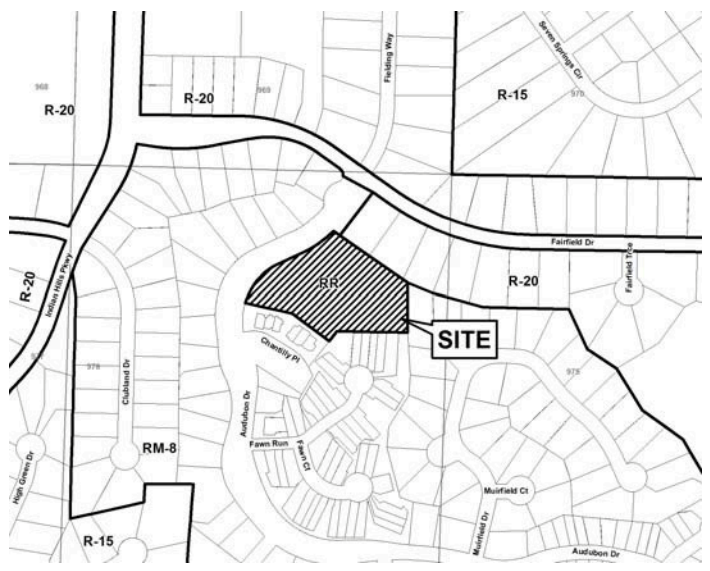 Seven Springs Cir
Fielding Way
968
R-20
R-20
969
R-15
970
Fairfield Dr
Fairfield Trce
R-20
R-20
Indian Hills Pkwy
RR
SITE
Chantilly Pl
978
Clubland Dr
975
Audubon Dr
RM-8
Fawn Run
Fawn Ct
High Green Dr
Muirfield Ct
Muirfield Dr
R-15
Audubon Dr